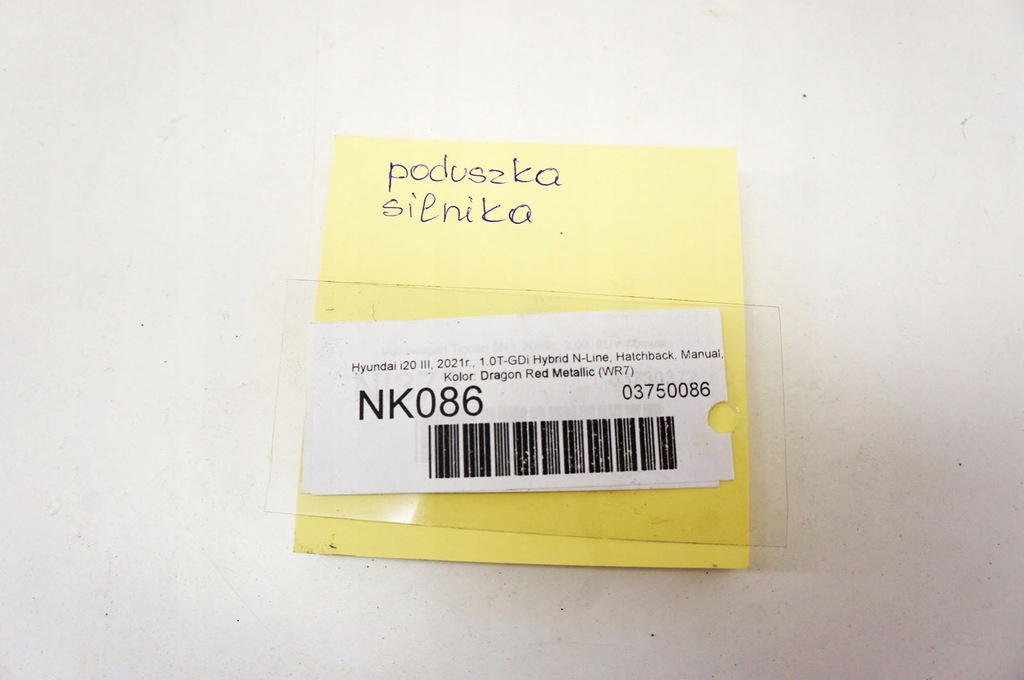 poduszka
silnika
Hyundai i20 III, 2021r., 1.0T-GDi Hybrid N-Line, Hatchback, Manual,
Kolor: Dragon Red Metallic (WR7)
NK086 03750086